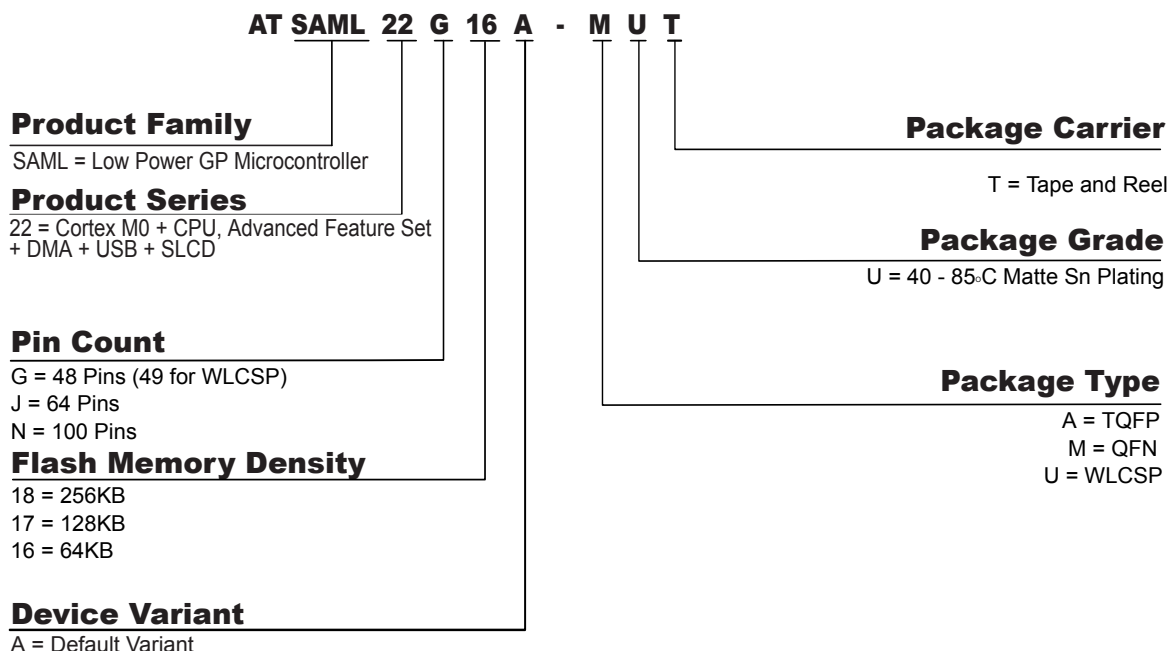 AT SAML 22 G 16 A - M U T
Product Family
SAML = Low Power GP Microcontroller
Product Series
22 = Cortex M0 + CPU, Advanced Feature Set
+ DMA + USB + SLCD
Pin Count
G = 48 Pins (49 for WLCSP)
J = 64 Pins
N = 100 Pins
Flash Memory Density
18 = 256KB
17 = 128KB
16 = 64KB
Device Variant
A = Default Variant
Package Carrier
T = Tape and Reel
Package Grade
U = 40 - 85◦C Matte Sn Plating
Package Type
A = TQFP
M = QFN
U = WLCSP